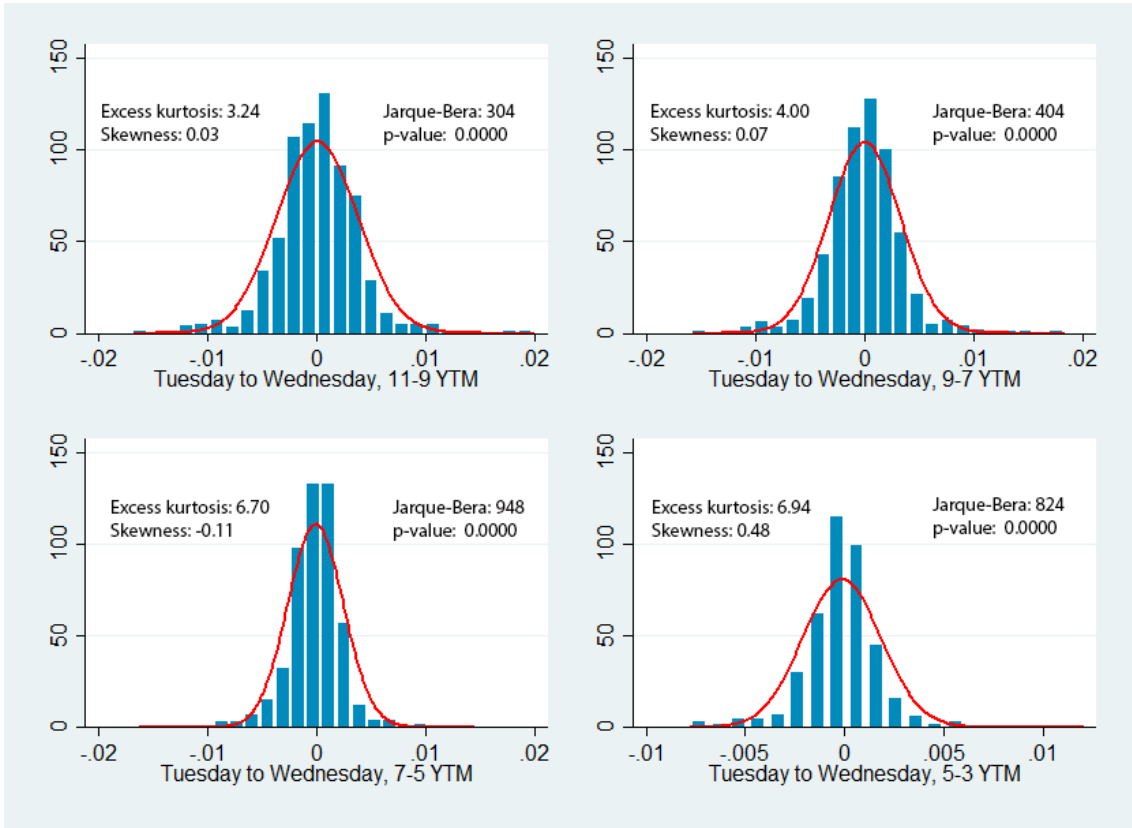 150
100
50
0
Excess kurtosis: 3.24
Skewness: 0.03
Jarque-Bera: 304
p-value: 0.0000
-.02 -.01 0 .01 .02
Tuesday to Wednesday, 11-9 YTM
150
100
50
0
Excess kurtosis: 4.00
Skewness: 0.07
Jarque-Bera: 404
p-value: 0.0000
-.02 -.01 0 .01 .02
Tuesday to Wednesday, 9-7 YTM
150
100
50
0
Excess kurtosis: 6.70
Skewness: -0.11
Jarque-Bera: 948
p-value: 0.0000
-.02 -.01 0 .01 .02
Tuesday to Wednesday, 7-5 YTM
150
100
50
0
Excess kurtosis: 6.94
Skewness: 0.48
Jarque-Bera: 824
p-value: 0.0000
-.01 -.005 0 .005 .01
Tuesday to Wednesday, 5-3 YTM